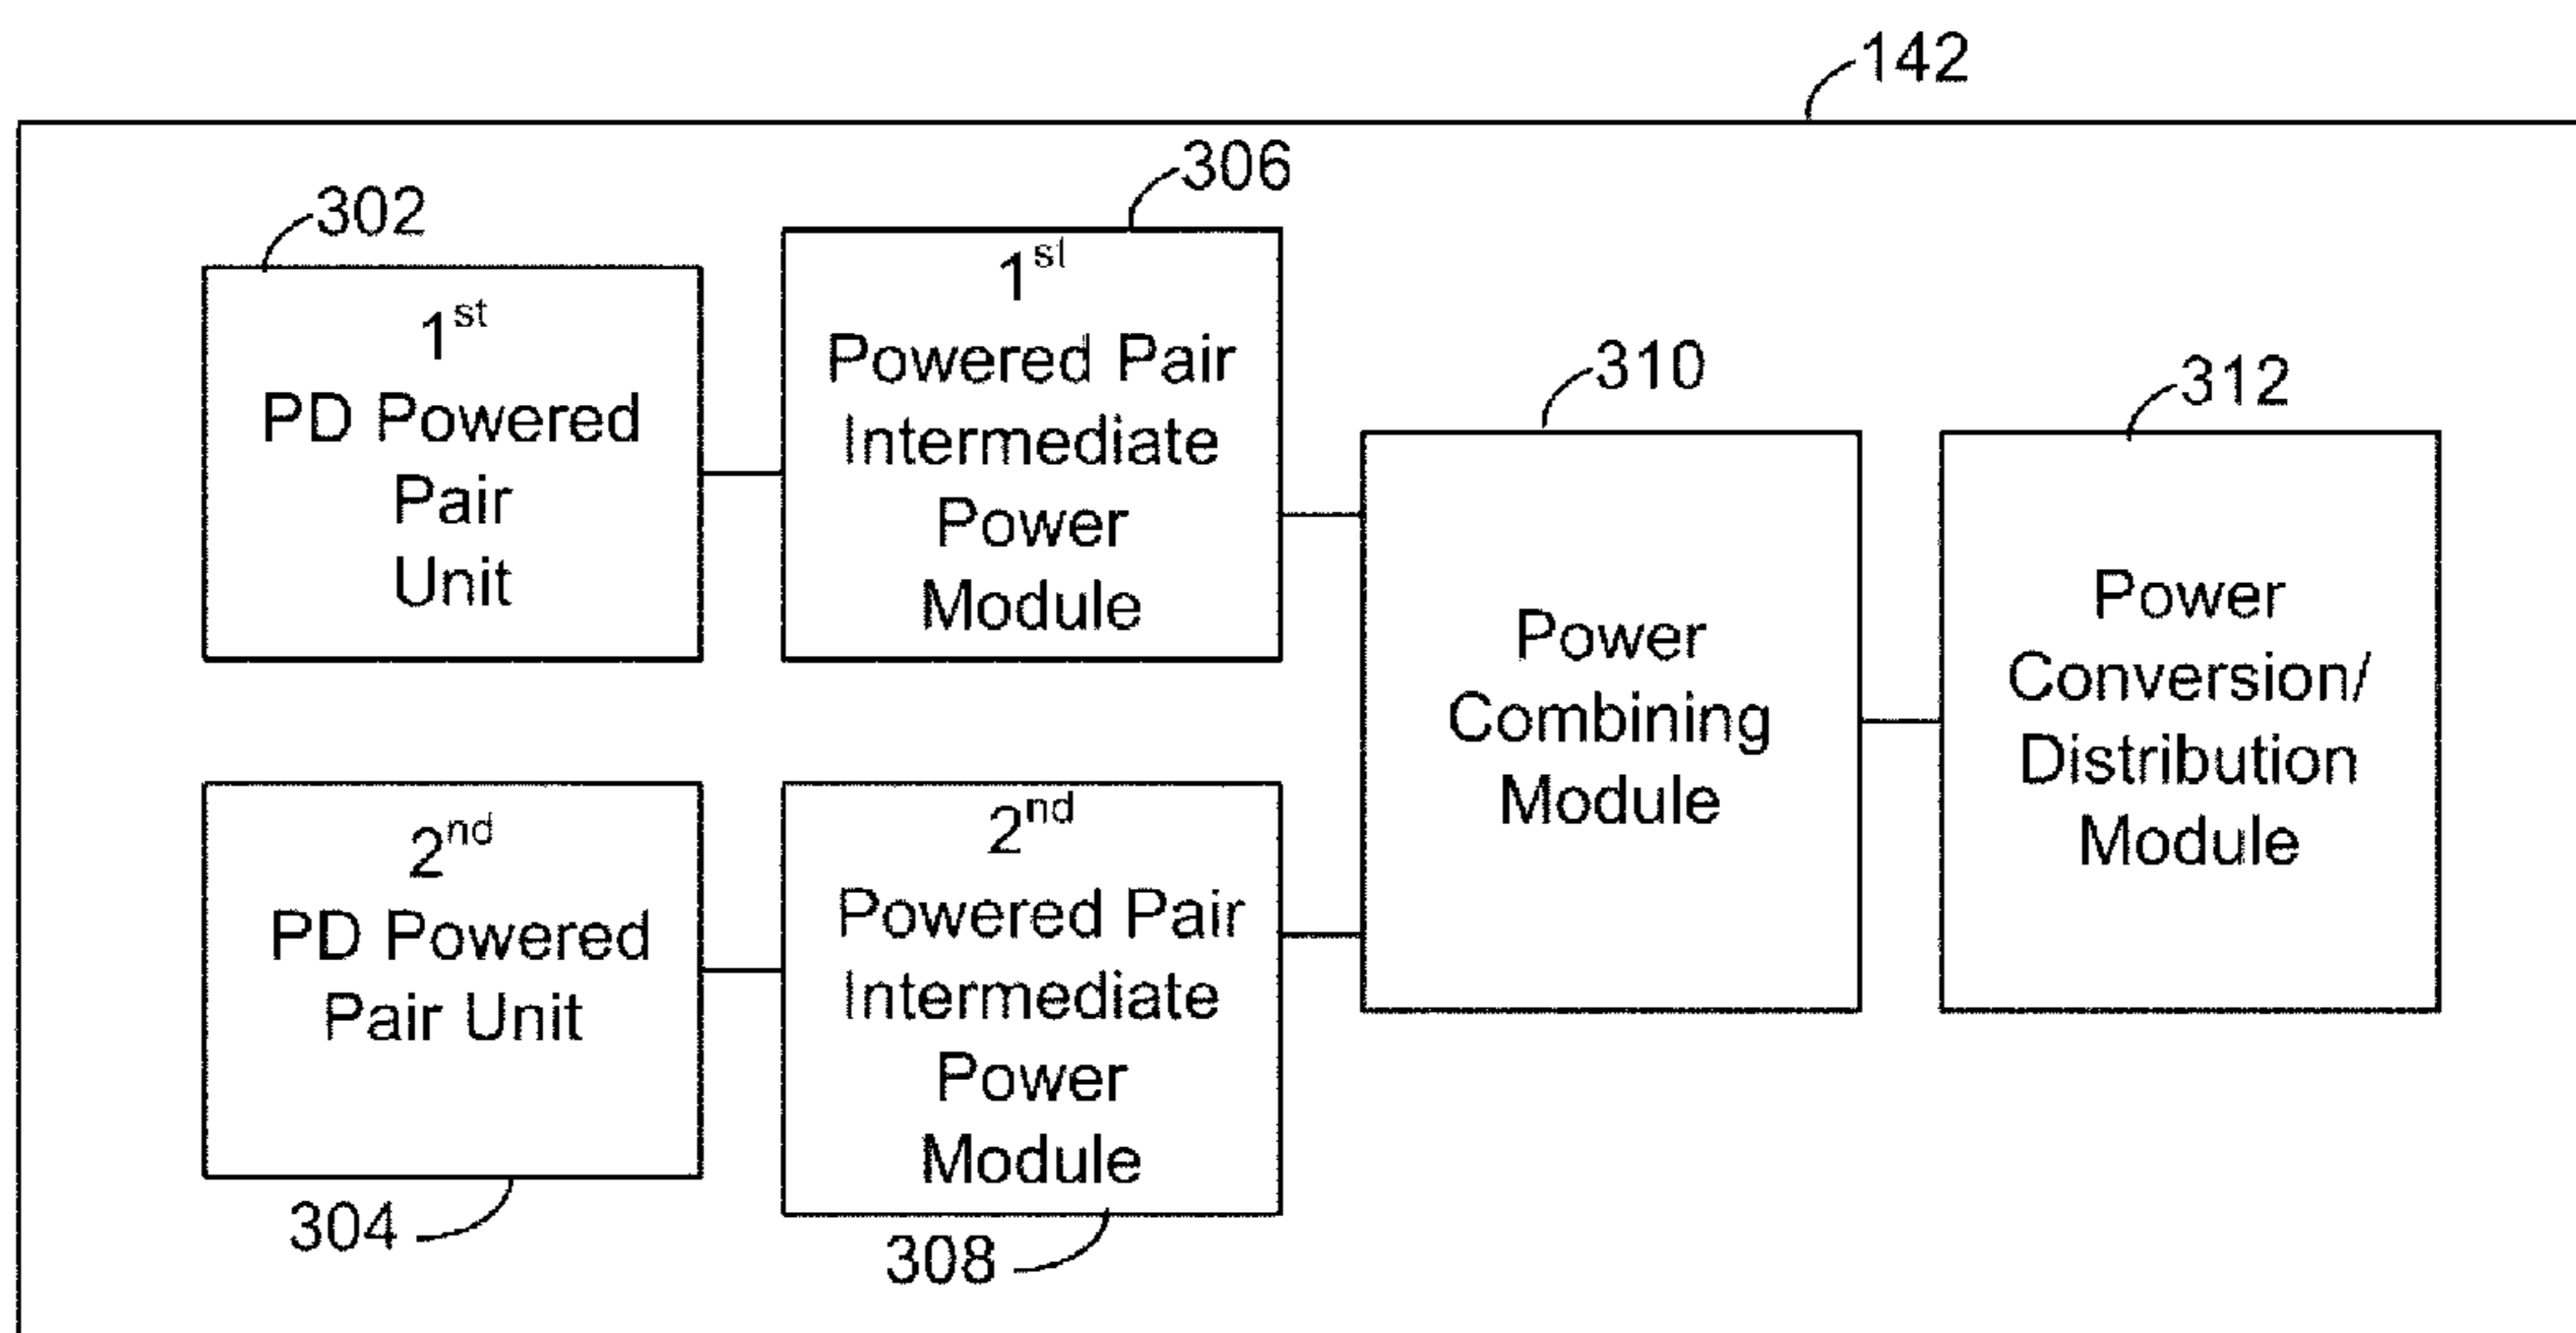 142
302
1st
PD Powered
Pair
Unit
306
1st
Powered Pair
Intermediate
Power
Module
310
Power
Combining
Module
312
Power
Conversion/
Distribution
Module
2nd
PD Powered
Pair Unit
304
2nd
Powered Pair
Intermediate
Power
Module
308